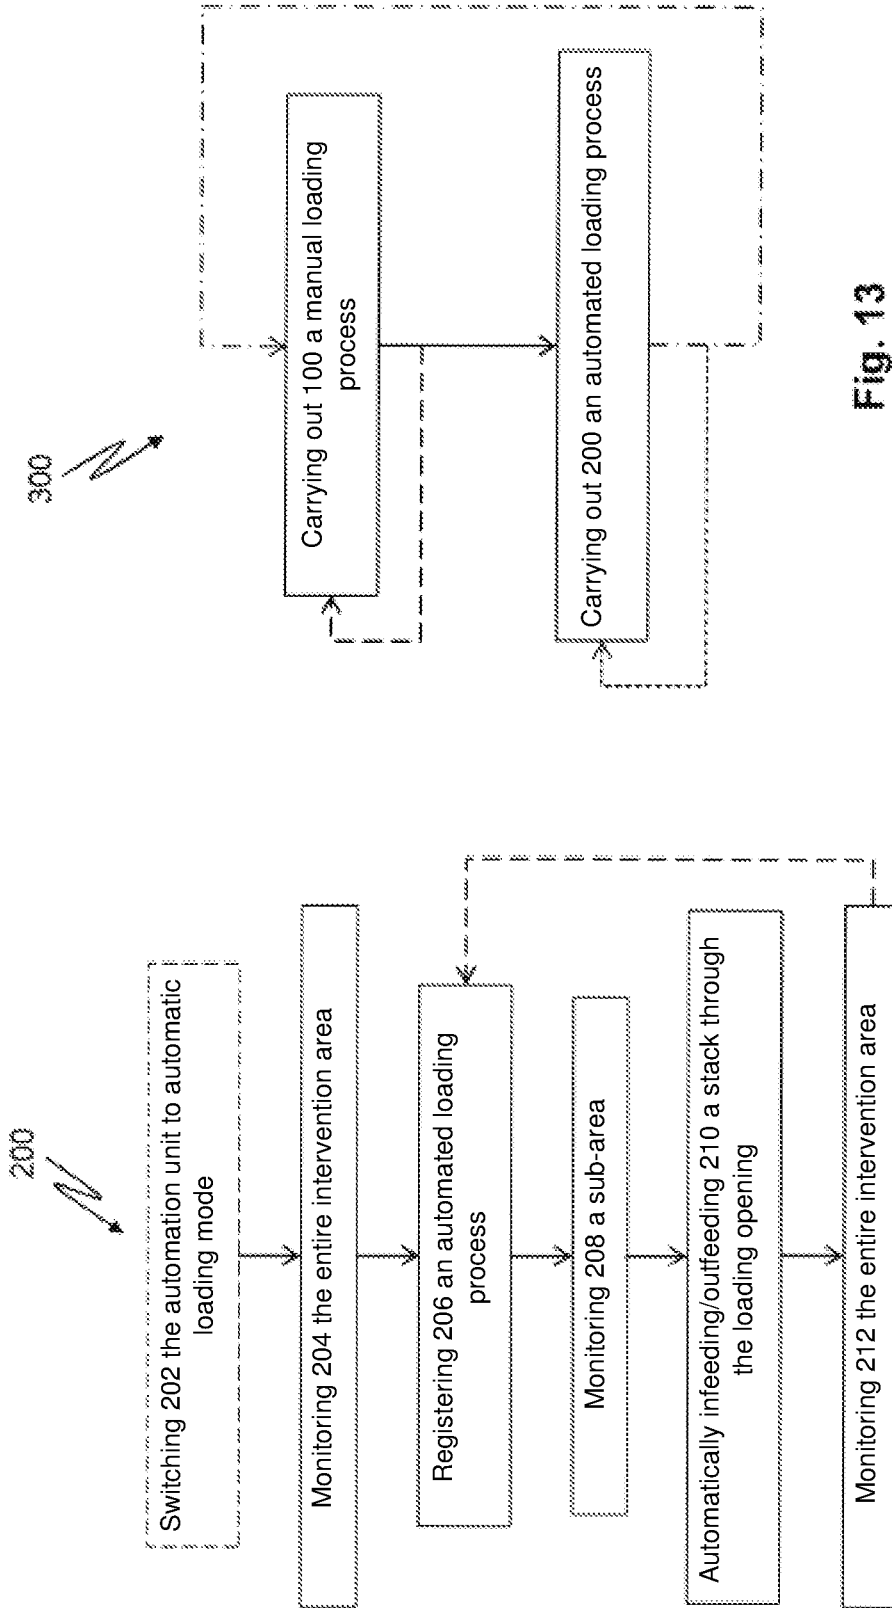 200
Switching 202 the automation unit to automatic
loading mode
Monitoring 204 the entire intervention area
Registering 206 an automated loading
process
Monitoring 208 a sub-area
Automatically infeeding/outfeeding 210 a stack through
the loading opening
Monitoring 212 the entire intervention area
300
Carrying out 100 a manual loading
process
Carrying out 200 an automated loading process
Fig. 13